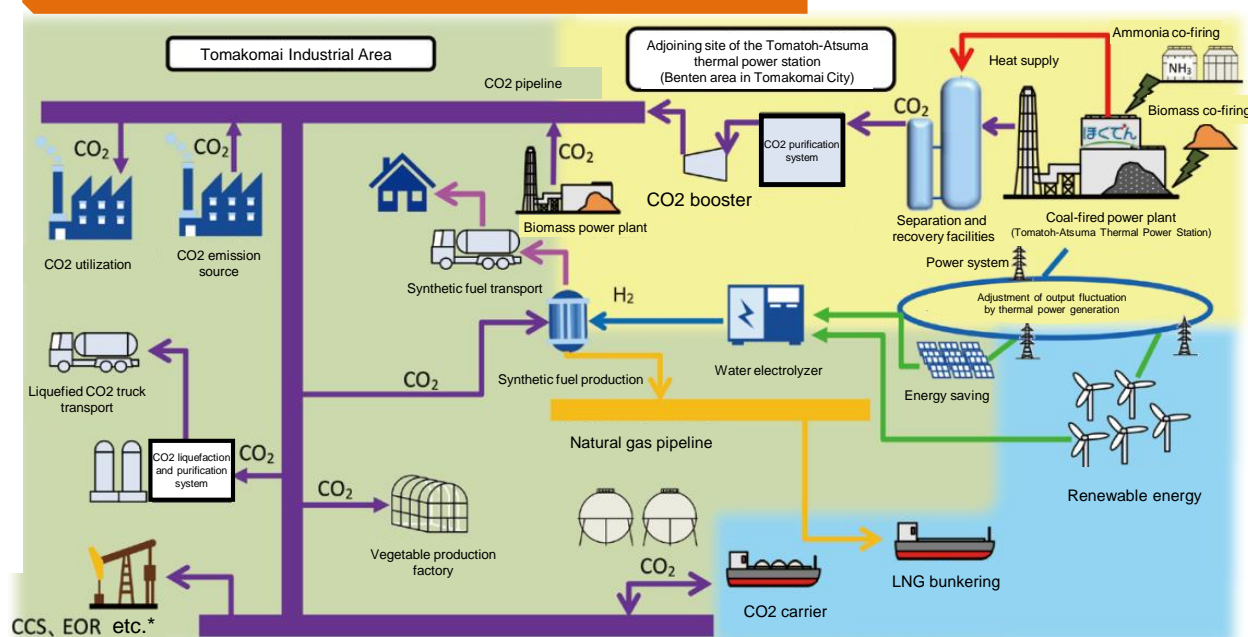 Tomakomai Industrial Area
Adjoining site of the Tomatoh-Atsuma
thermal power station
(Benten area in Tomakomai City)
Ammonia co-firing
NH3
Heat supply
Biomass co-firing
CO2 pipeline
CO2
CO2
CO2
CO2
ほくでん
CO2 purification
system
CO2 booster
Biomass power plant
Separation and
recovery facilities
Coal-fired power plant
(Tomatoh-Atsuma Thermal Power Station)
CO2 utilization
CO2 emission
source
Synthetic fuel transport
Power system
H2
Adjustment of output fluctuation
by thermal power generation
Liquefied CO2 truck
transport
CO2
Synthetic fuel production
Water electrolyzer
Energy saving
Natural gas pipeline
CO2 liquefaction
and purification
system
CO2
CO2
Renewable energy
Vegetable production
factory
CO2
LNG bunkering
CO2 carrier
CCS、EOR etc.*